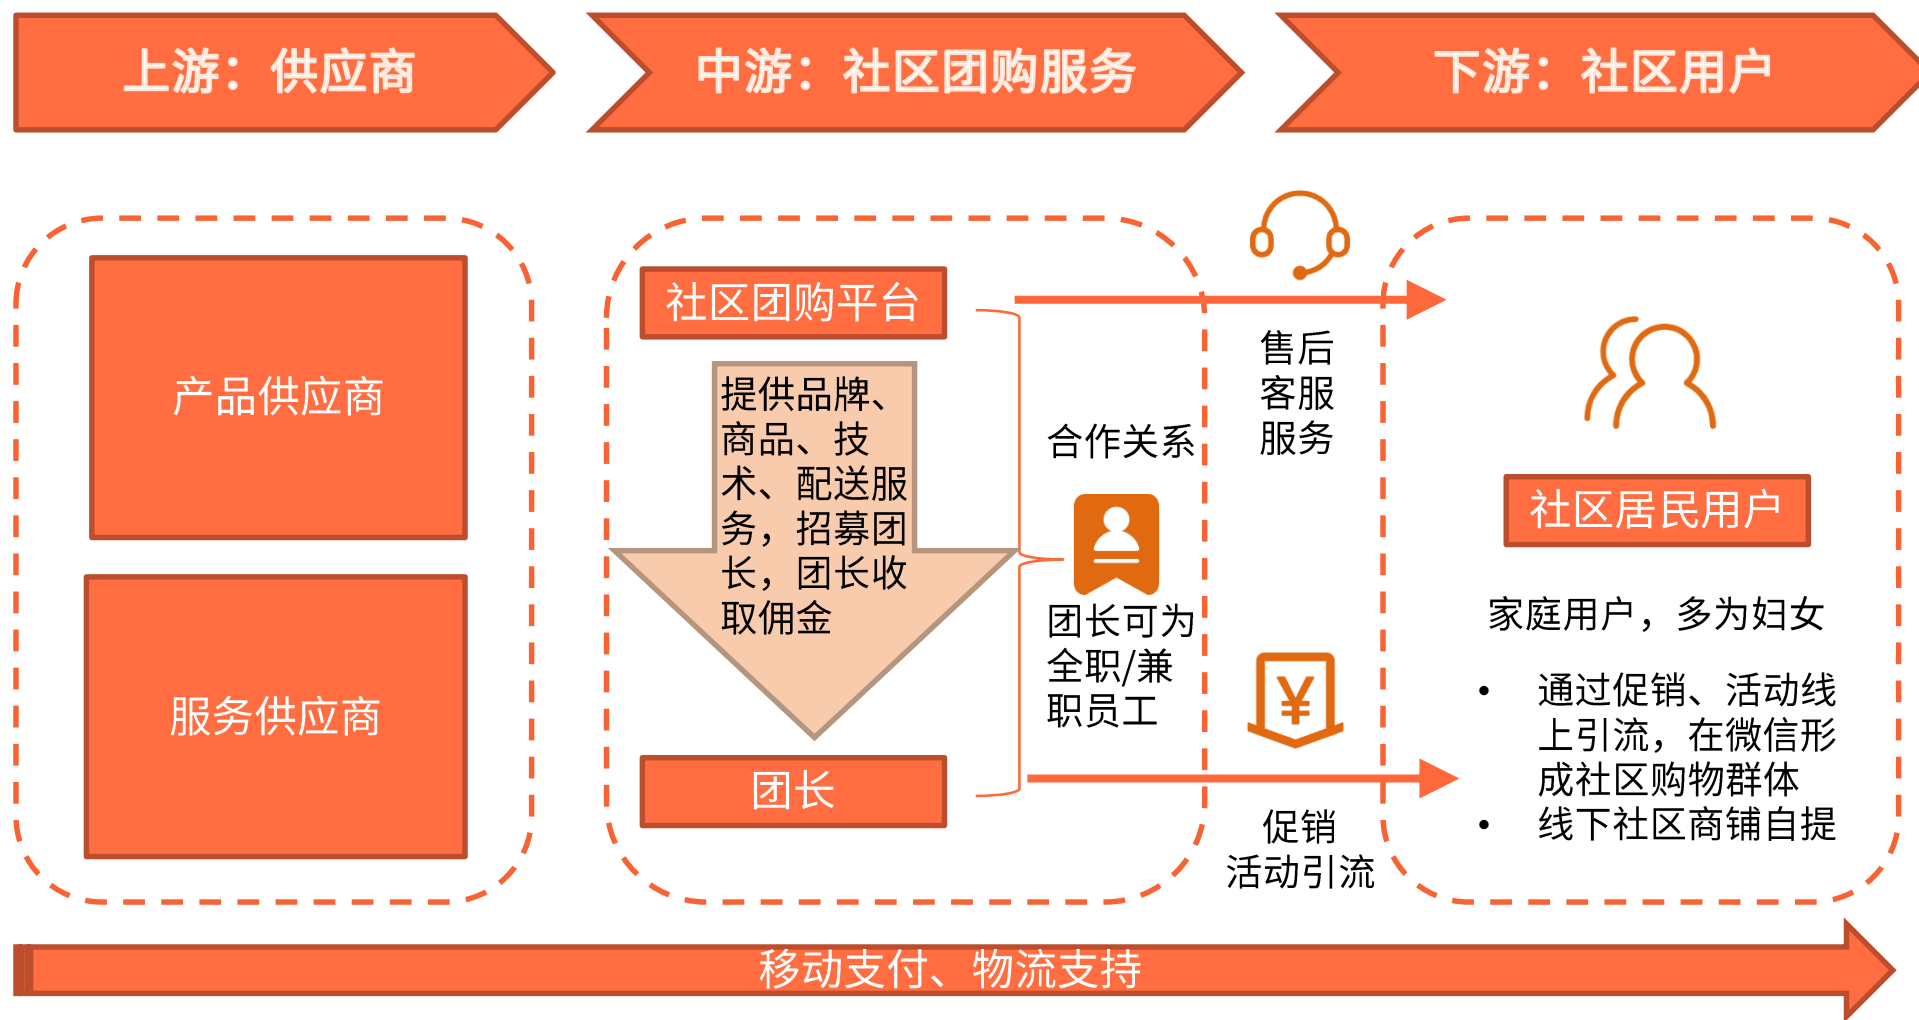 上游：供应商
中游：社区团购服务
下游：社区用户
产品供应商
服务供应商
社区团购平台
提供品牌、
商品、技
术、配送服
务，招募团
长，团长收
取佣金
团长
合作关系
团长可为
全职/兼
职员工
售后
客服
服务
¥
促销
活动引流
社区居民用户
家庭用户，多为妇女
• 通过促销、活动线
上引流，在微信形
成社区购物群体
• 线下社区商铺自提
移动支付、物流支持